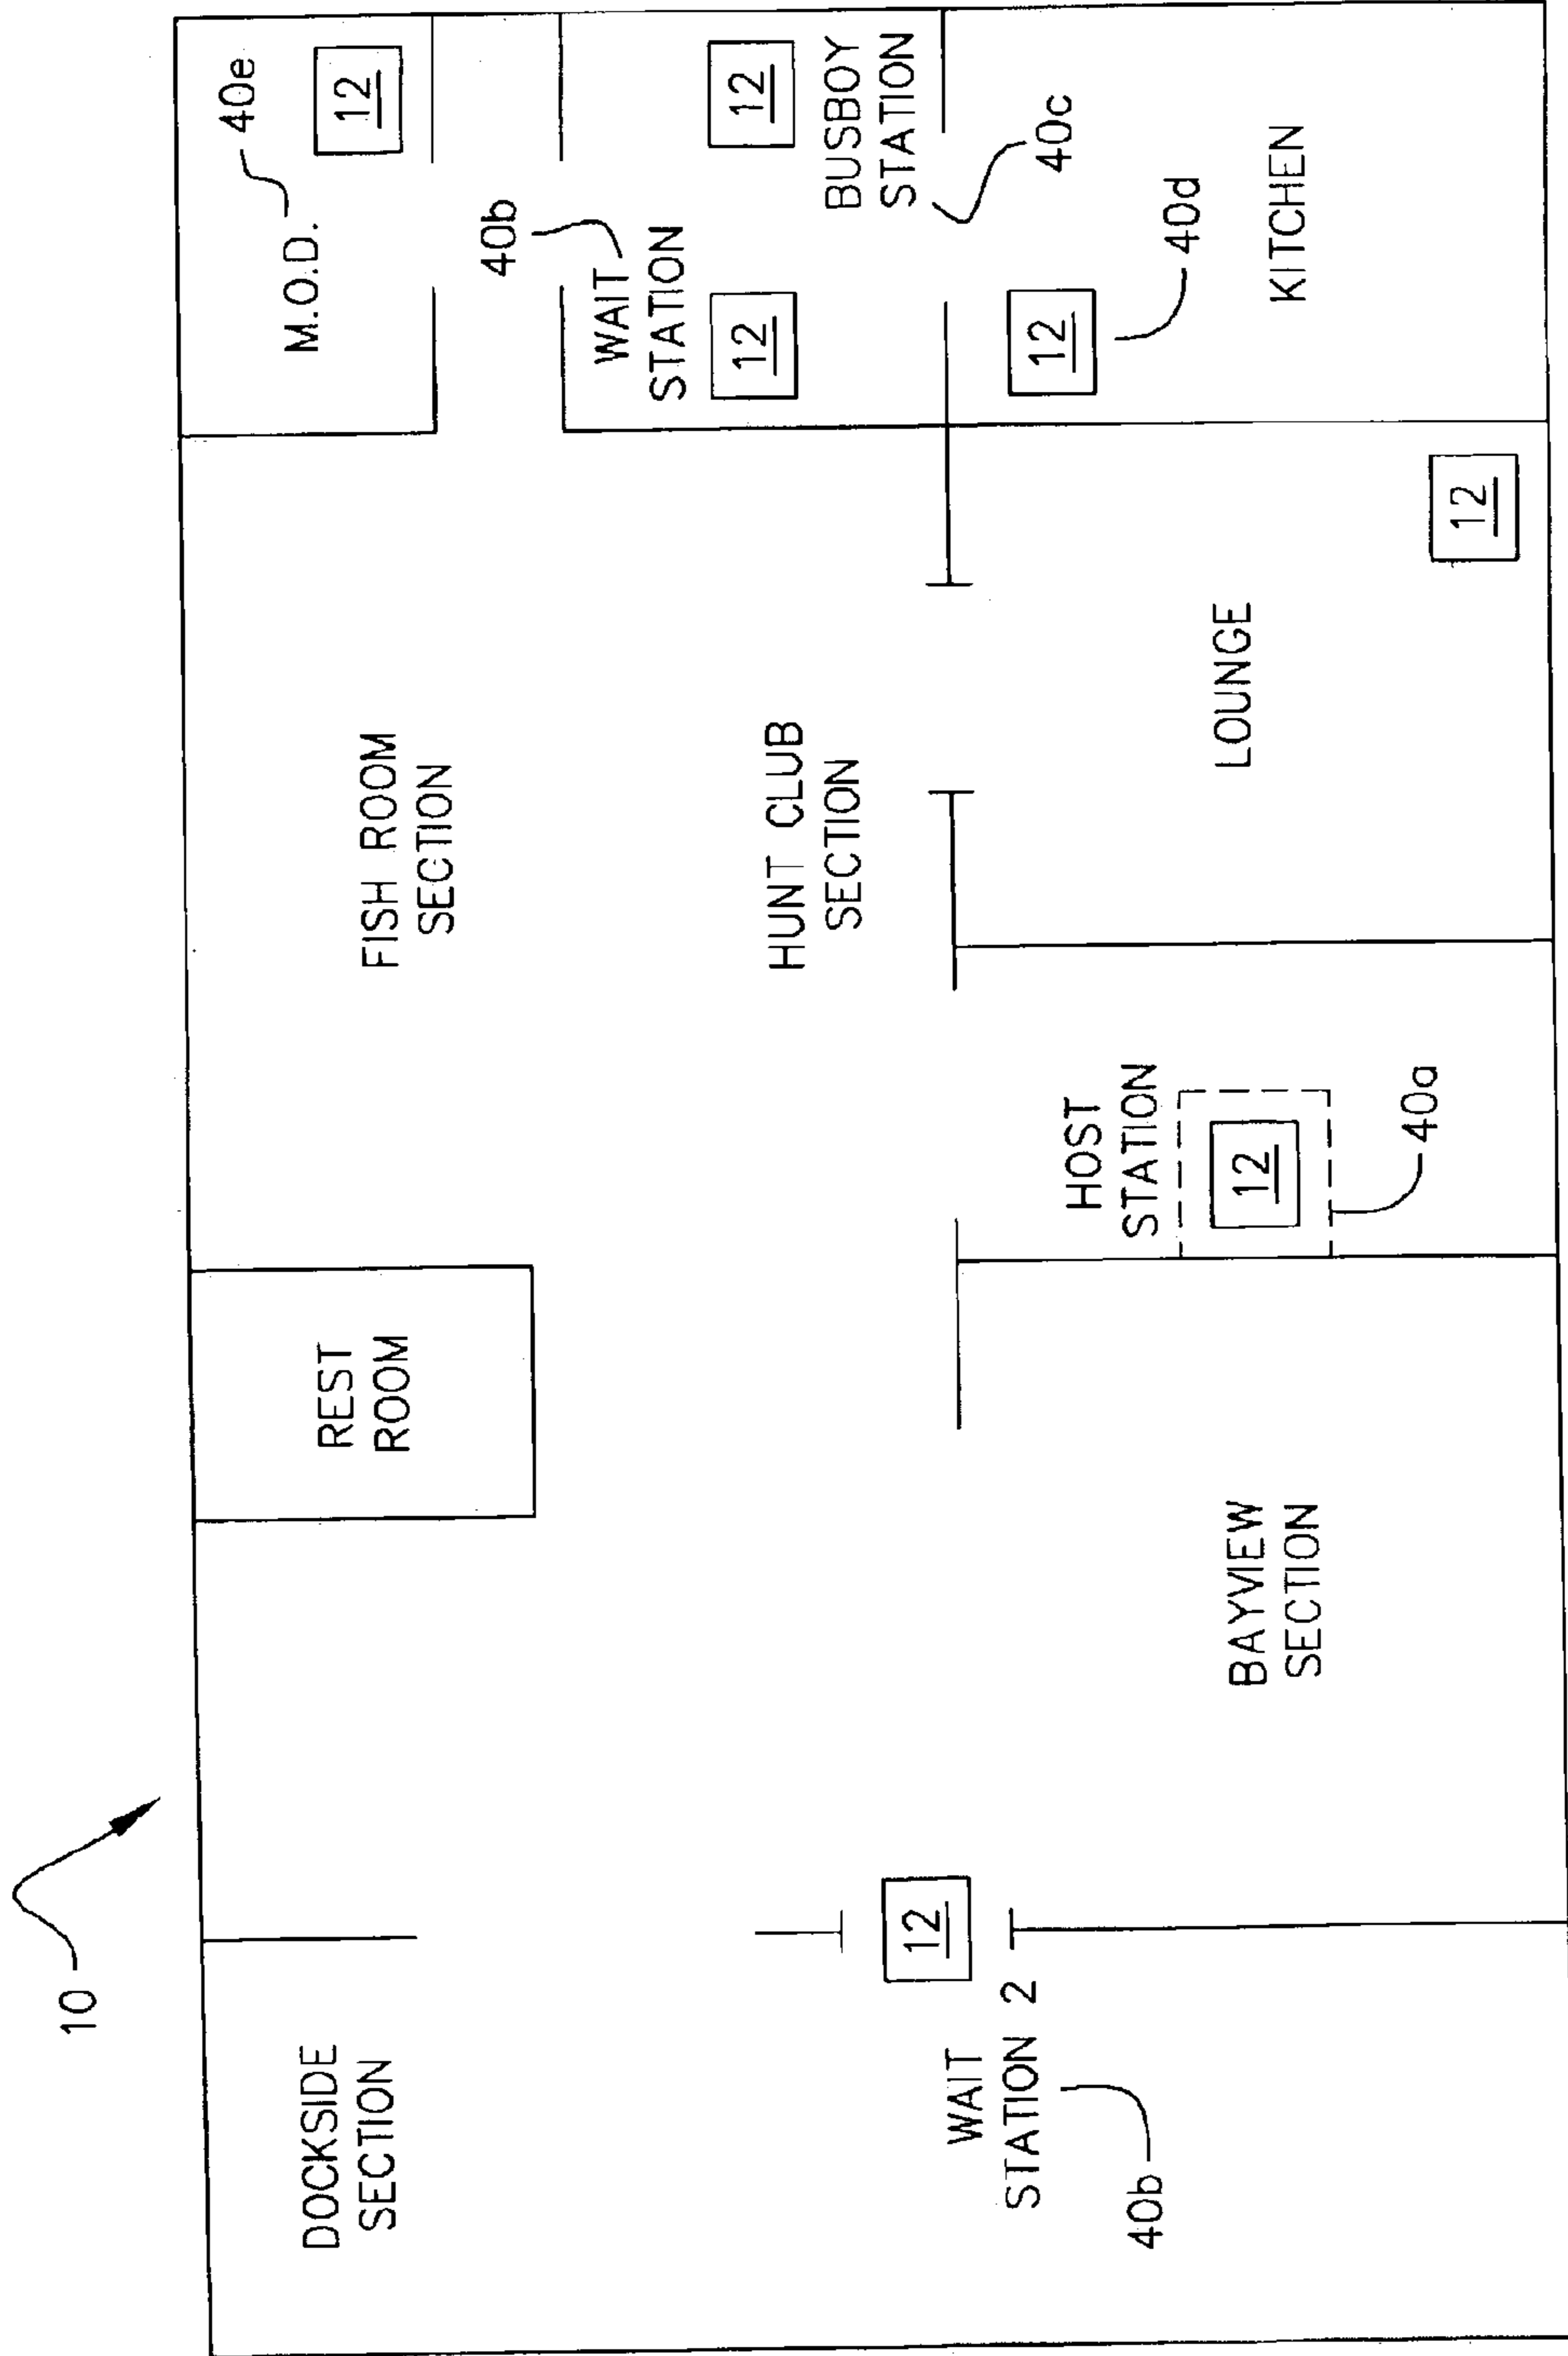 10
DOCKSIDE
SECTION
WAIT
STATION 2
40b
12
REST
ROOM
BAYVIEW
SECTION
FISH ROOM
SECTION
HUNT CLUB
SECTION
HOST
STATION
12
40a
LOUNGE
12
M.O.D.
40e
12
40b
WAIT
STATION
12
12
BUSBOY
STATION
40c
12
40d
KITCHEN